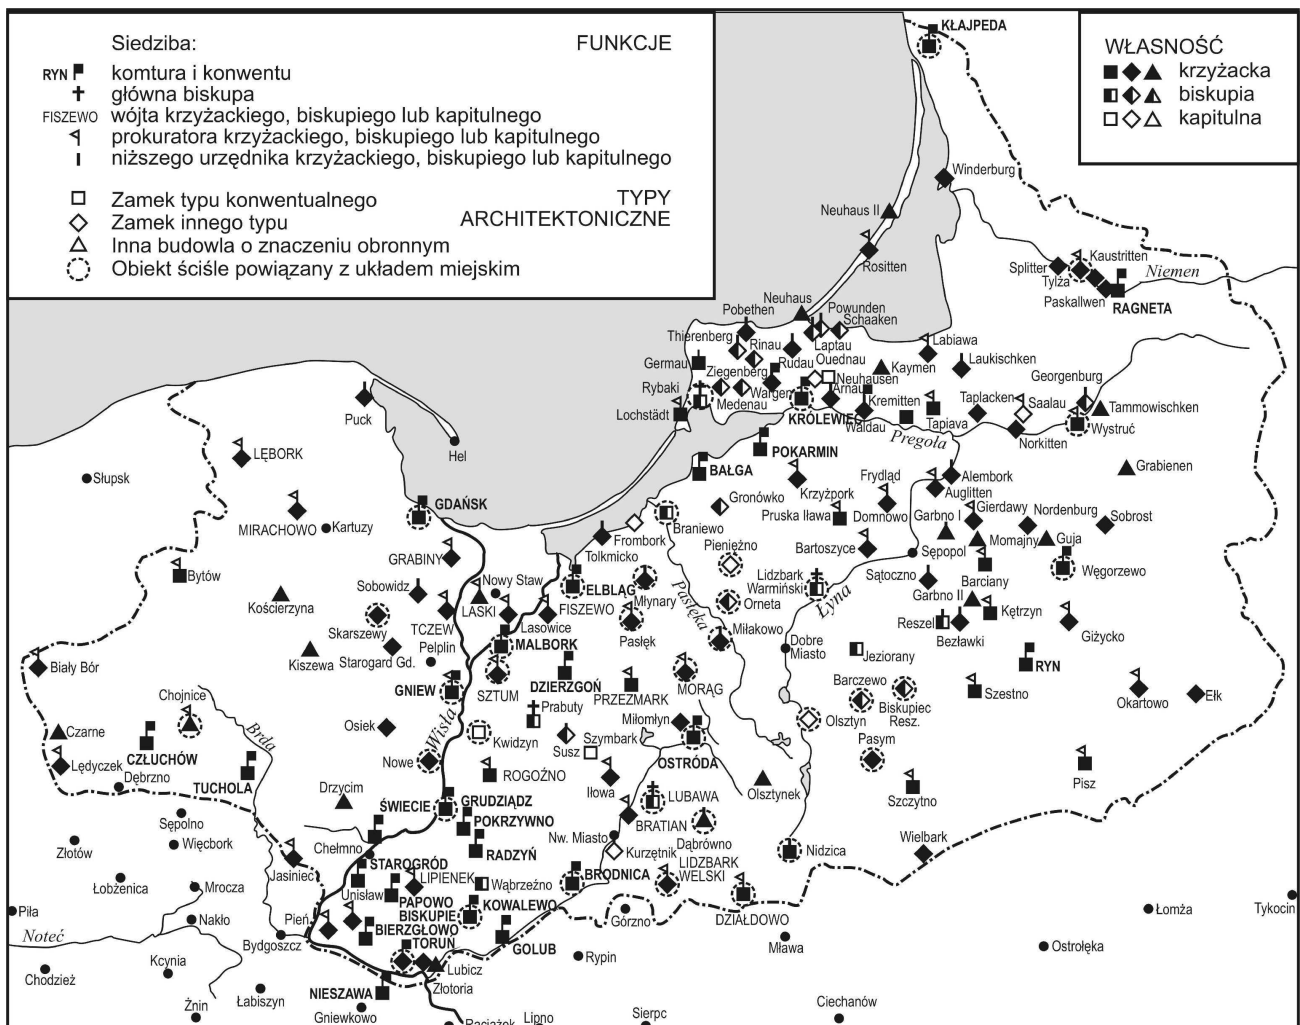 Siedziba:
FUNKCJE
RYN komtura i konwentu
główna biskupa
FISZEWO wójta krzyżackiego, biskupiego lub kapitulnego
prokuratora krzyżackiego, biskupiego lub kapitulnego
niższego urzędnika krzyżackiego, biskupiego lub kapitulnego
Zamek typu konwentualnego
TYPY
Zamek innego typu
ARCHITEKTONICZNE
Inna budowla o znaczeniu obronnym
Obiekt ściśle powiązany z układem miejskim
WŁASNOŚĆ
krzyżacka
biskupia
kapitulna
KŁAJPEDA
Winderburg
Neuhaus II
Rositten
Kaustritten
Splitter
Tylża
Niemen
Paskallwen
RAGNETA
Neuhaus
Pobethen
Powunden
Schaaken
Thierenberg
Rinau
Laptau
Labiawa
Germau
Rudau
Ouednau
Laukischken
Ziegenberg
Kaymen
Rybaki
Wargen
Neuhausen
Georgenburg
Medenau
Arnau
Kremitten
Taplacken
Saalau
Tammowischken
Lochstädt
KRÓLEWIEC
Waldau
Tapiava
Wystruć
Pregoła
Norkitten
Puck
Hel
LĘBORK
Słupsk
POKARMIN
BAŁGA
Grabienen
Alembork
Frydląd
Auglitten
GDAŃSK
Gronówko
Krzyżpork
MIRACHOWO
Kartuzy
Braniewo
Pruska Iława
Domnowo
Garbno I
Gierdawy
Nordenburg
Sobrost
Frombork
Tolkmicko
Pieniężno
Bartoszyce
Sępopol
Momajny
Guja
GRABINY
Bytów
Sobowidz
Nowy Staw
ELBLĄG
Młynary
Lidzbark
Warmiński
Sątoczno
Barciany
Węgorzewo
Kościerzyna
LASKI
FISZEWO
Pasłęka
Orneta
Łyna
Garbno II
Kętrzyn
Skarszewy
TCZEW
Lasowice
Pasłęk
Miłakowo
Reszel
Bezławki
Giżycko
Kiszewa
Starogard Gd.
Pelplin
MALBORK
Dobre
Miasto
Jeziorany
RYN
Biały Bór
GNIEW
SZTUM
DZIERZGOŃ
PRZEZMARK
MORĄG
Barczewo
Szestno
Okartowo
Ełk
Chojnice
Prabuty
Biskupiec
Resz.
Czarne
Brda
Osiek
Wisła
Kwidzyn
Susz
Miłomłyn
Olsztyn
CZŁUCHÓW
Szymbark
OSTRÓDA
Pasym
Lędyczek
Nowe
Dębrzno
TUCHOLA
ROGOŹNO
Iłowa
Olsztynek
Szczytno
Pisz
Drzycim
ŚWIECIE
GRUDZIĄDZ
LUBAWA
Sępolno
POKRZYWNO
BRATIAN
Złotów
Więcbork
Chełmno
RADZYŃ
Nw. Miasto
Dąbrówno
Wielbark
Kurzętnik
Nidzica
Jasiniec
STAROGRÓD
LIPIENEK
LIDZBARK
WELSKI
Łobżenica
Mrocza
Unisław
Wąbrzeźno
BRODNICA
PAPOWO
BISKUPIE
KOWALEWO
DZIAŁDOWO
Piła
Nakło
Pień
Górzno
Łomża
Tykocin
BIERZGŁOWO
Noteć
Bydgoszcz
TORUŃ
GOLUB
Mława
Ostrołęka
Rypin
Lubicz
Chodzież
Kcynia
Złotoria
NIESZAWA
Żnin
Łabiszyn
Gniewkowo
Raciążek
Lipno
Sierpc
Ciechanów